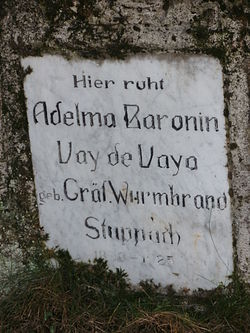 Hier ruht
Adelma Baronin
Vay de Vaya
geb. Gräf. Wurmbrand
Stuppach